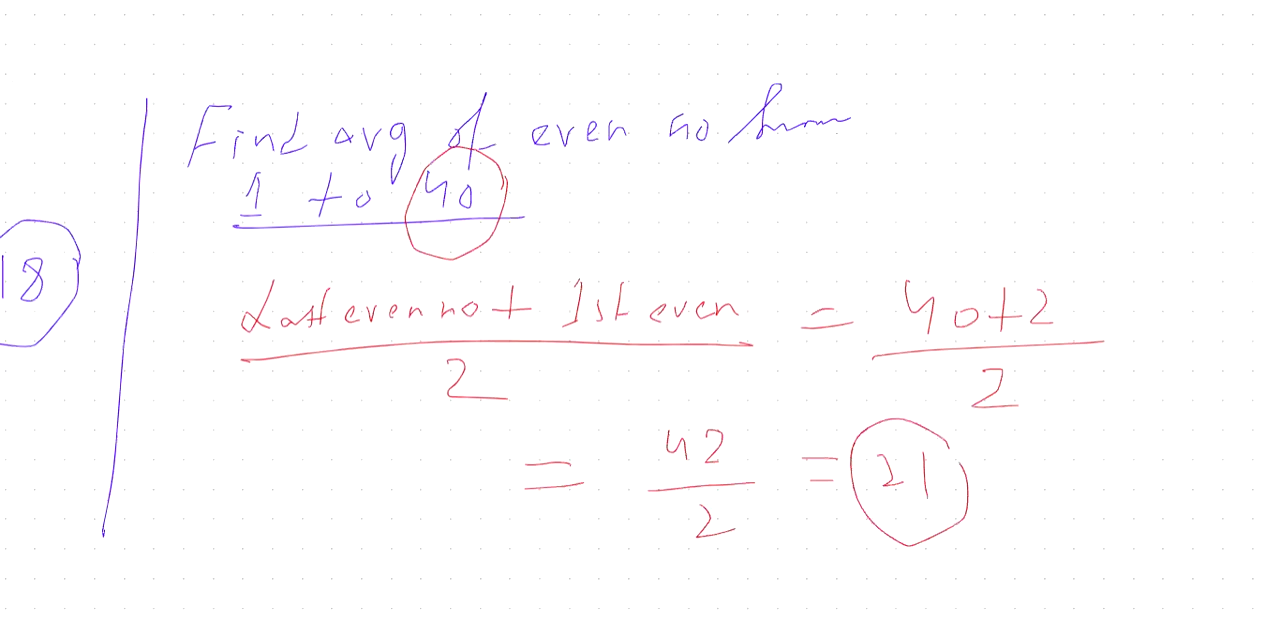 Find avg of even no from
1 to 40
18
Last even no + 1st even = 40+2
2 2
= 42 = 21
2